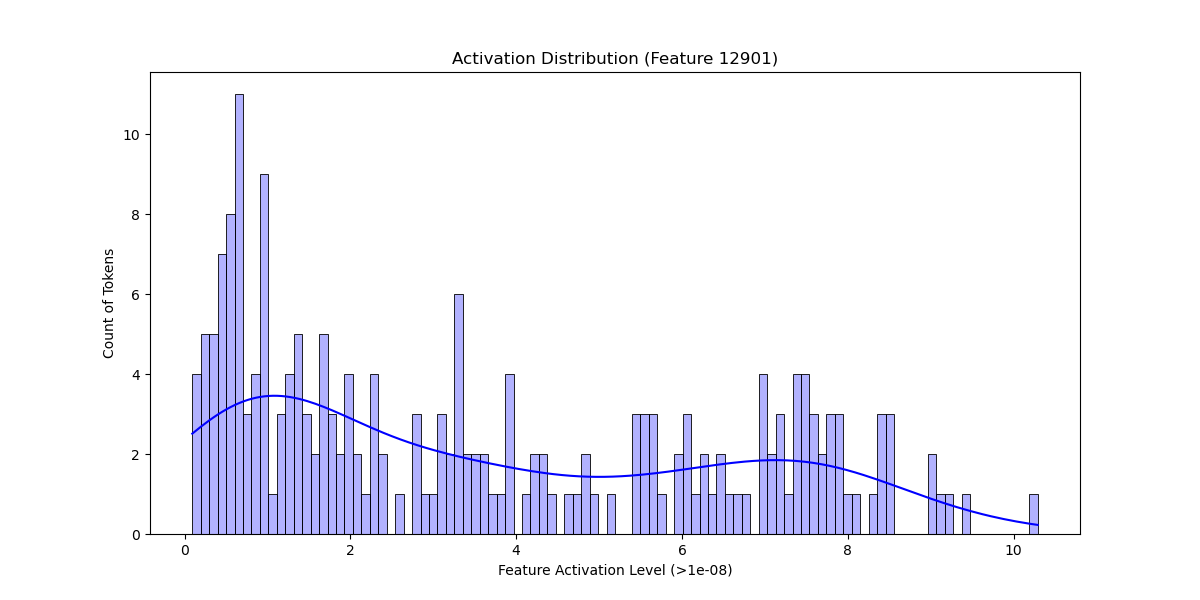 Activation Distribution (Feature 12901)
Count of Tokens
10
8
6
4
2
0
0 2 4 6 8 10
Feature Activation Level (>1e-08)